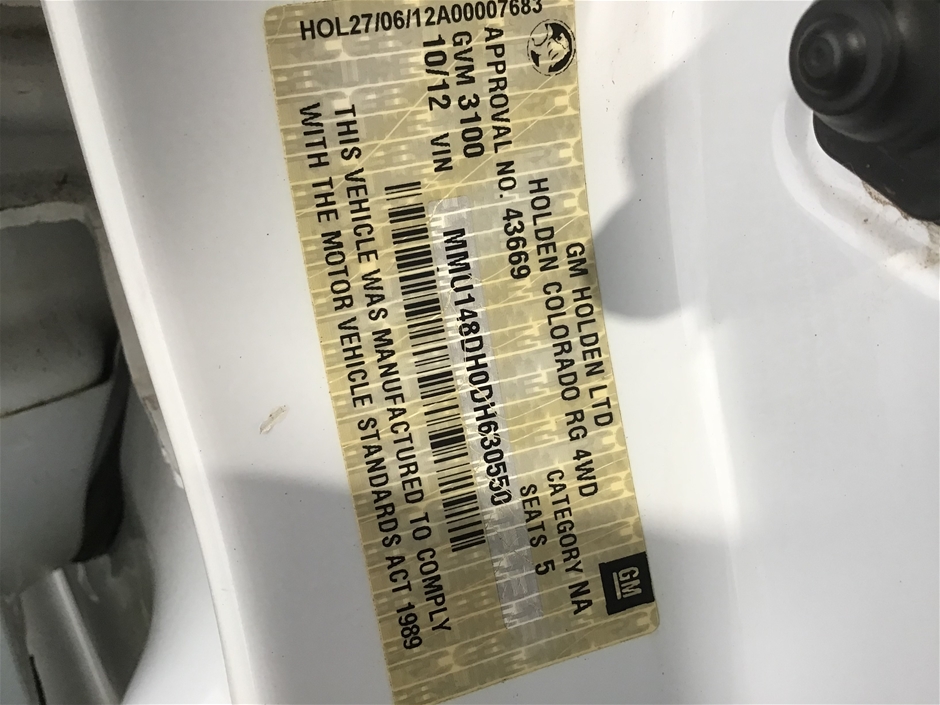 GM
GM HOLDEN LTD
HOLDEN COLORADO RG 4WD
CATEGORY NA
APPROVAL NO. 43669
SEATS 5
GVM 3100
10/12 VIN MMU148DH0DH630550
THIS VEHICLE WAS MANUFACTURED TO COMPLY
WITH THE MOTOR VEHICLE STANDARDS ACT 1989
HOL27/06/12A00007683